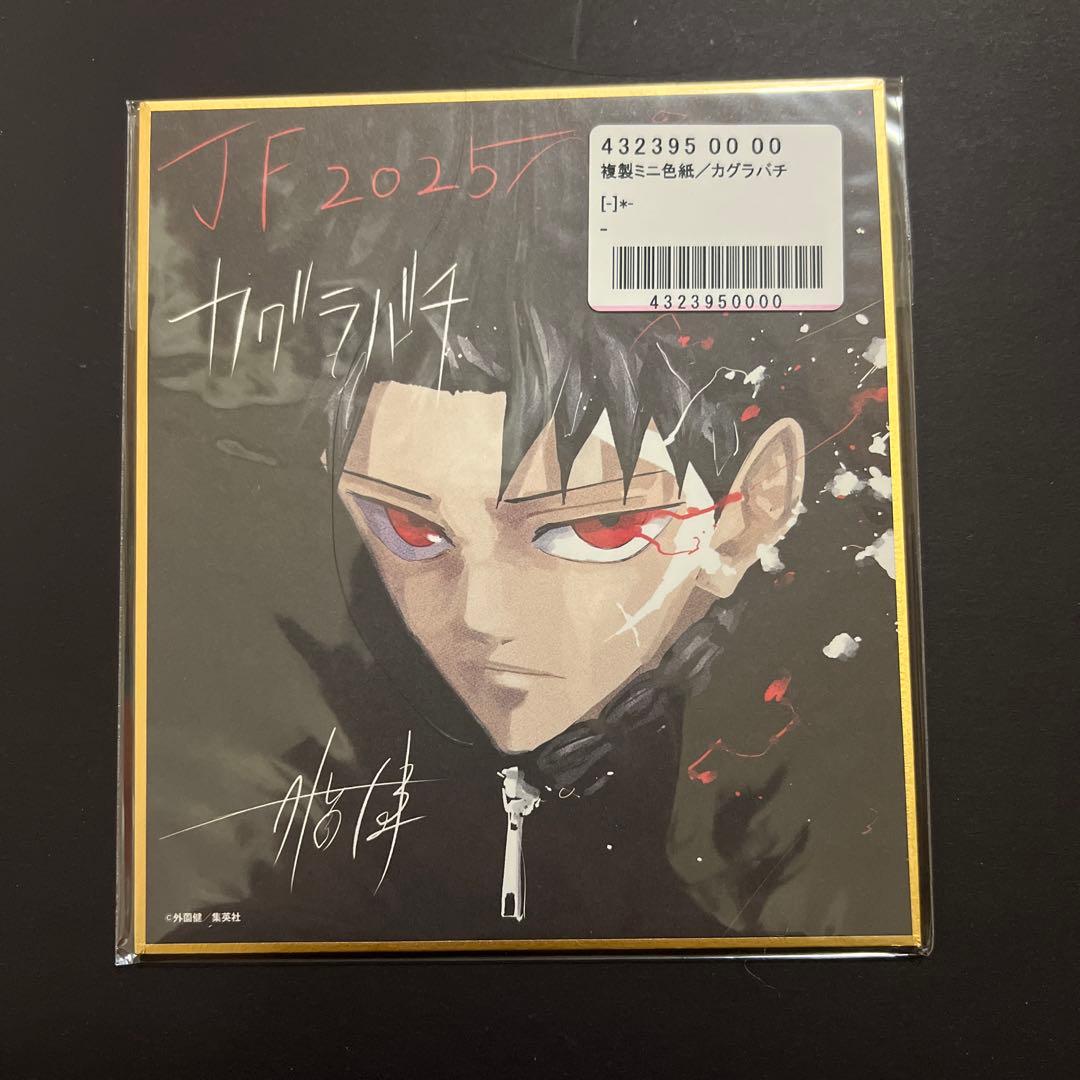 JF 2025
432395 00 00
複製ミニ色紙／カグラバチ
[-]*-
-
4323950000
カグラバチ
©外薗健／集英社